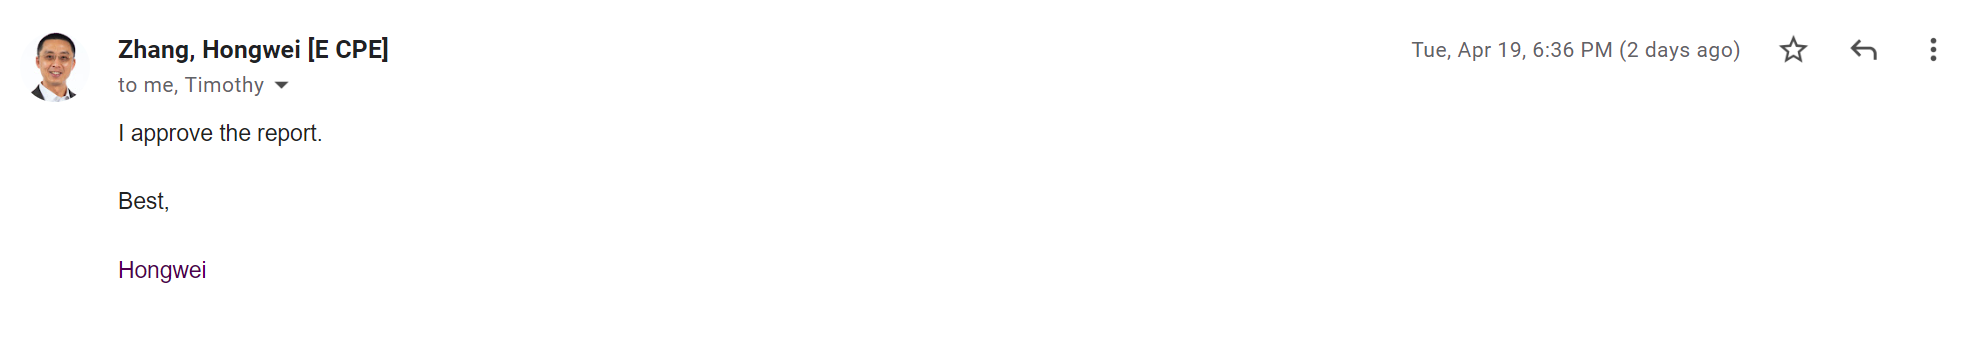 Zhang, Hongwei [E CPE]
Tue, Apr 19, 6:36 PM (2 days ago)
to me, Timothy
I approve the report.
Best,
Hongwei